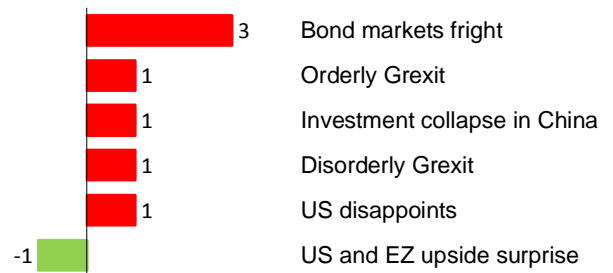 3 Bond markets fright
1 Orderly Grexit
1 Investment collapse in China
1 Disorderly Grexit
1 US disappoints
-1 US and EZ upside surprise